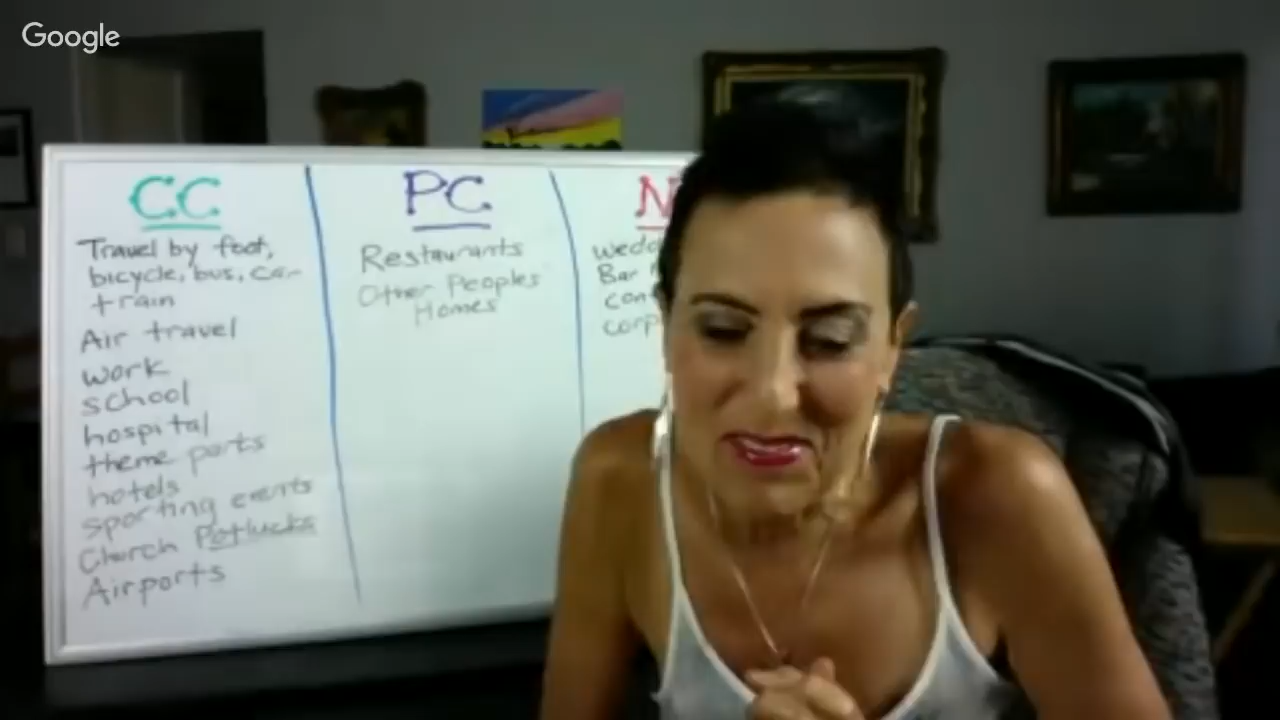 Google
CC
Travel by foot,
bicycle, bus, car
train
Air travel
work
school
hospital
theme parks
hotels
sporting events
Church Potlucks
Airports
PC
Restaurants
Other Peoples
Homes
N
Bar